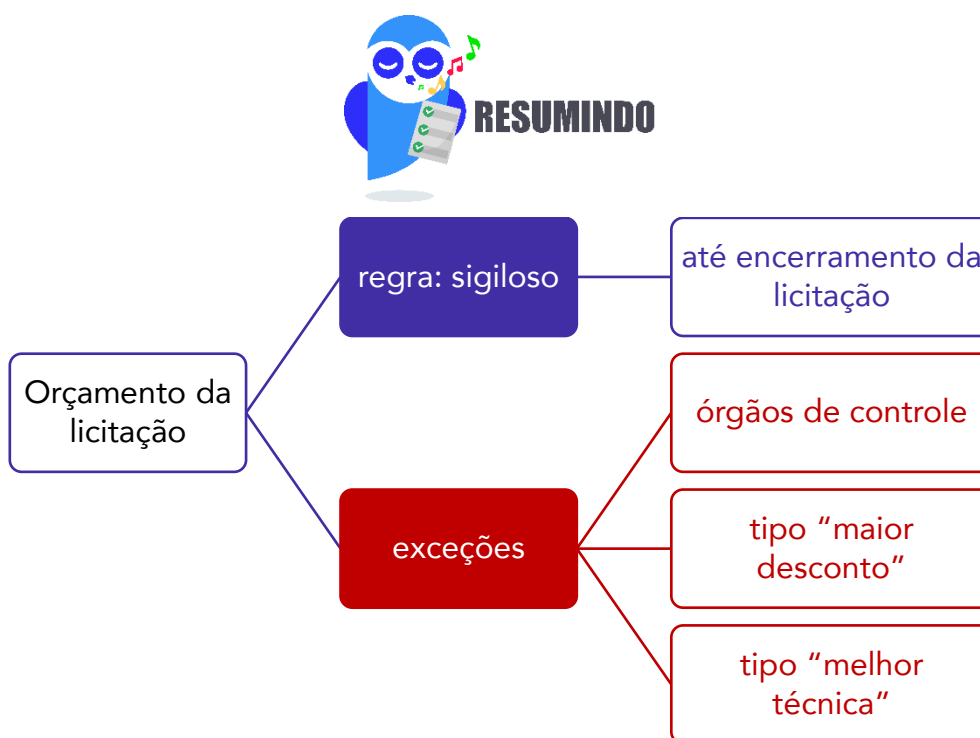 RESUMINDO
regra: sigiloso
até encerramento da
licitação
Orçamento da
licitação
órgãos de controle
exceções
tipo “maior
desconto”
tipo “melhor
técnica”